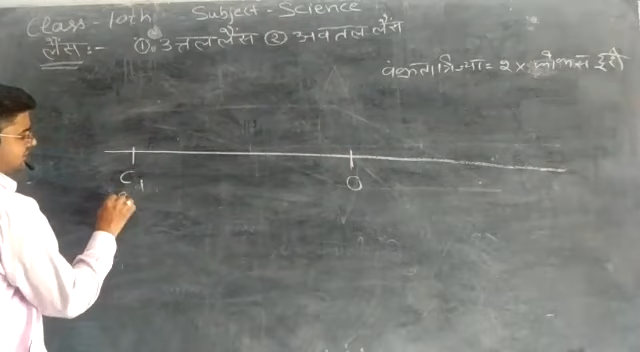 Class - 10th Subject - Science
लेंस :- ① उत्तल लेंस ② अवतल लेंस
वक्रता त्रिज्या = 2 x फोकस दूरी
C1 O